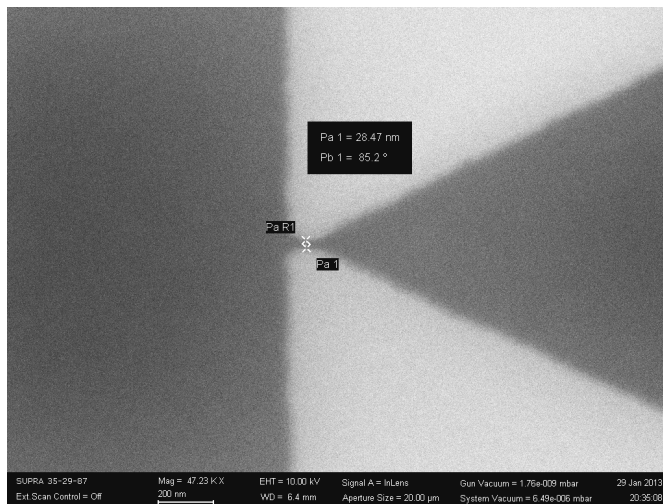 Pa 1 = 28.47 nm
Pb 1 = 85.2 °
Pa R1
Pa 1
SUPRA 35-29-87
Mag = 47.23 K X
EHT = 10.00 kV
Signal A = InLens
Gun Vacuum = 1.76e-009 mbar
29 Jan 2013
Ext.Scan Control = Off
200 nm
WD = 6.4 mm
Aperture Size = 20.00 µm
System Vacuum = 6.49e-006 mbar
20:35:08